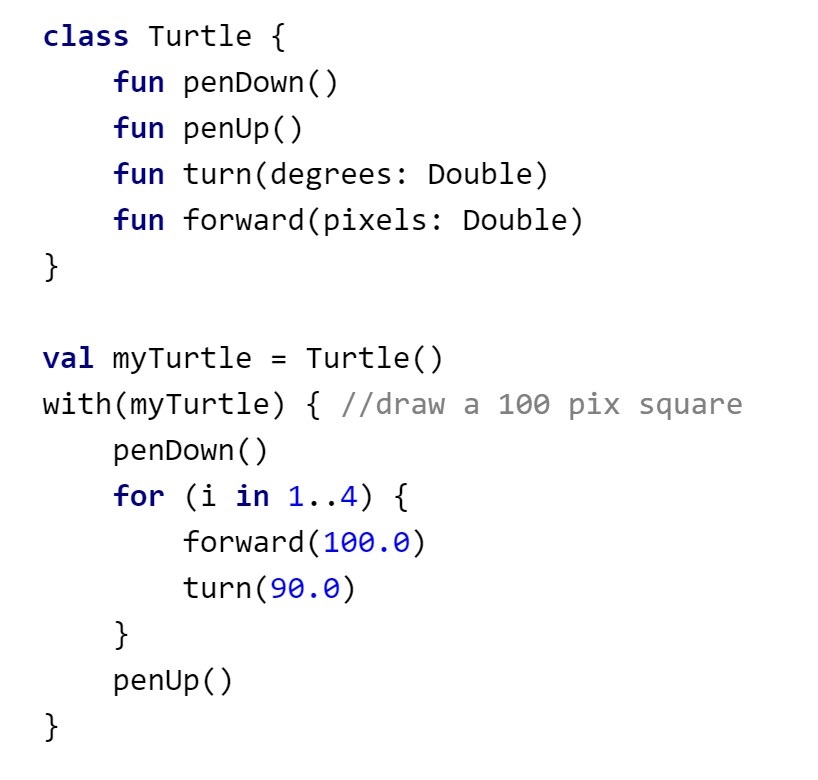 class Turtle {
    fun penDown()
    fun penUp()
    fun turn(degrees: Double)
    fun forward(pixels: Double)
}

val myTurtle = Turtle()
with(myTurtle) { //draw a 100 pix square
    penDown()
    for (i in 1..4) {
        forward(100.0)
        turn(90.0)
    }
    penUp()
}